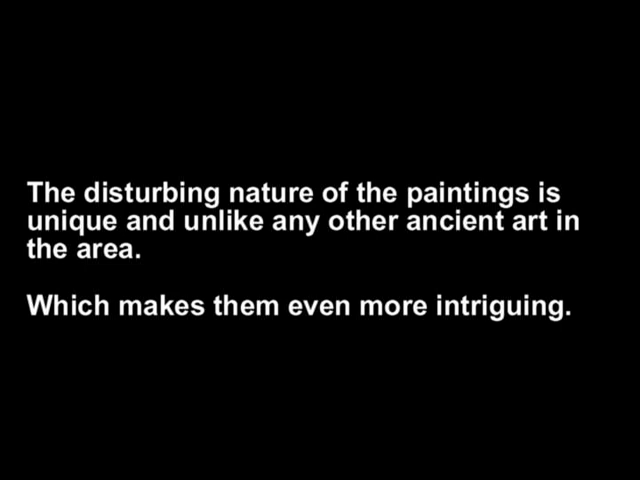 The disturbing nature of the paintings is
unique and unlike any other ancient art in
the area.
Which makes them even more intriguing.